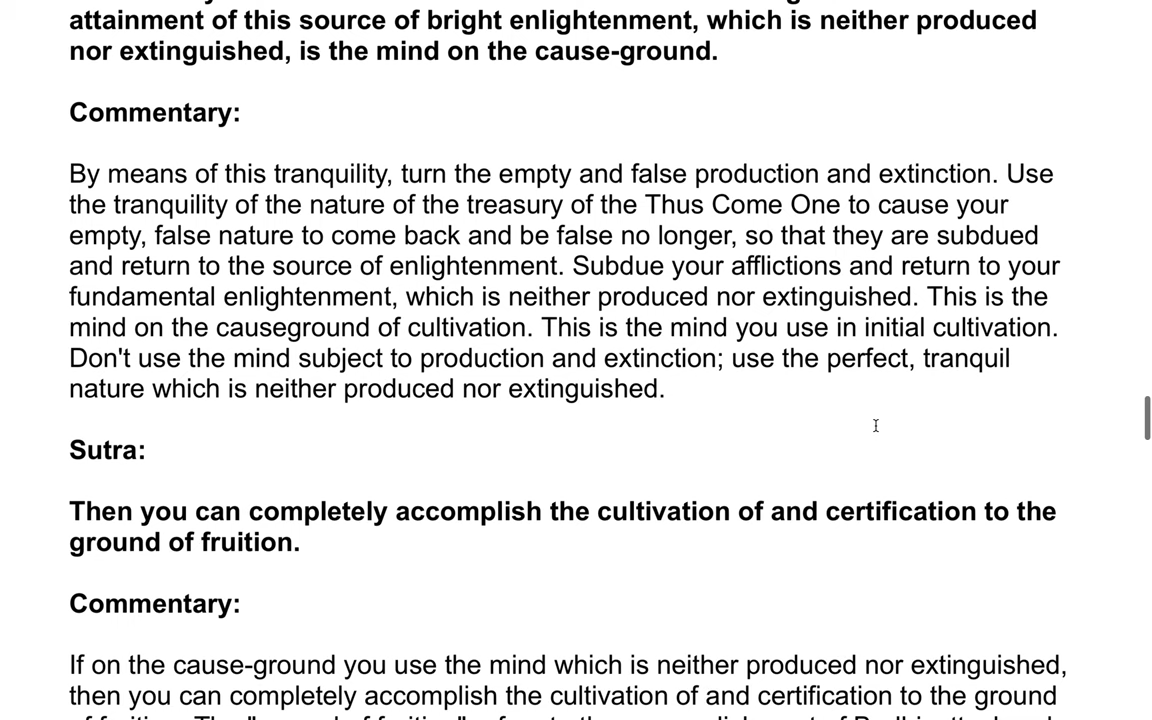 attainment of this source of bright enlightenment, which is neither produced
nor extinguished, is the mind on the cause-ground.
Commentary:
By means of this tranquility, turn the empty and false production and extinction. Use
the tranquility of the nature of the treasury of the Thus Come One to cause your
empty, false nature to come back and be false no longer, so that they are subdued
and return to the source of enlightenment. Subdue your afflictions and return to your
fundamental enlightenment, which is neither produced nor extinguished. This is the
mind on the causeground of cultivation. This is the mind you use in initial cultivation.
Don't use the mind subject to production and extinction; use the perfect, tranquil
nature which is neither produced nor extinguished.
Sutra:
Then you can completely accomplish the cultivation of and certification to the
ground of fruition.
Commentary:
If on the cause-ground you use the mind which is neither produced nor extinguished,
then you can completely accomplish the cultivation of and certification to the ground